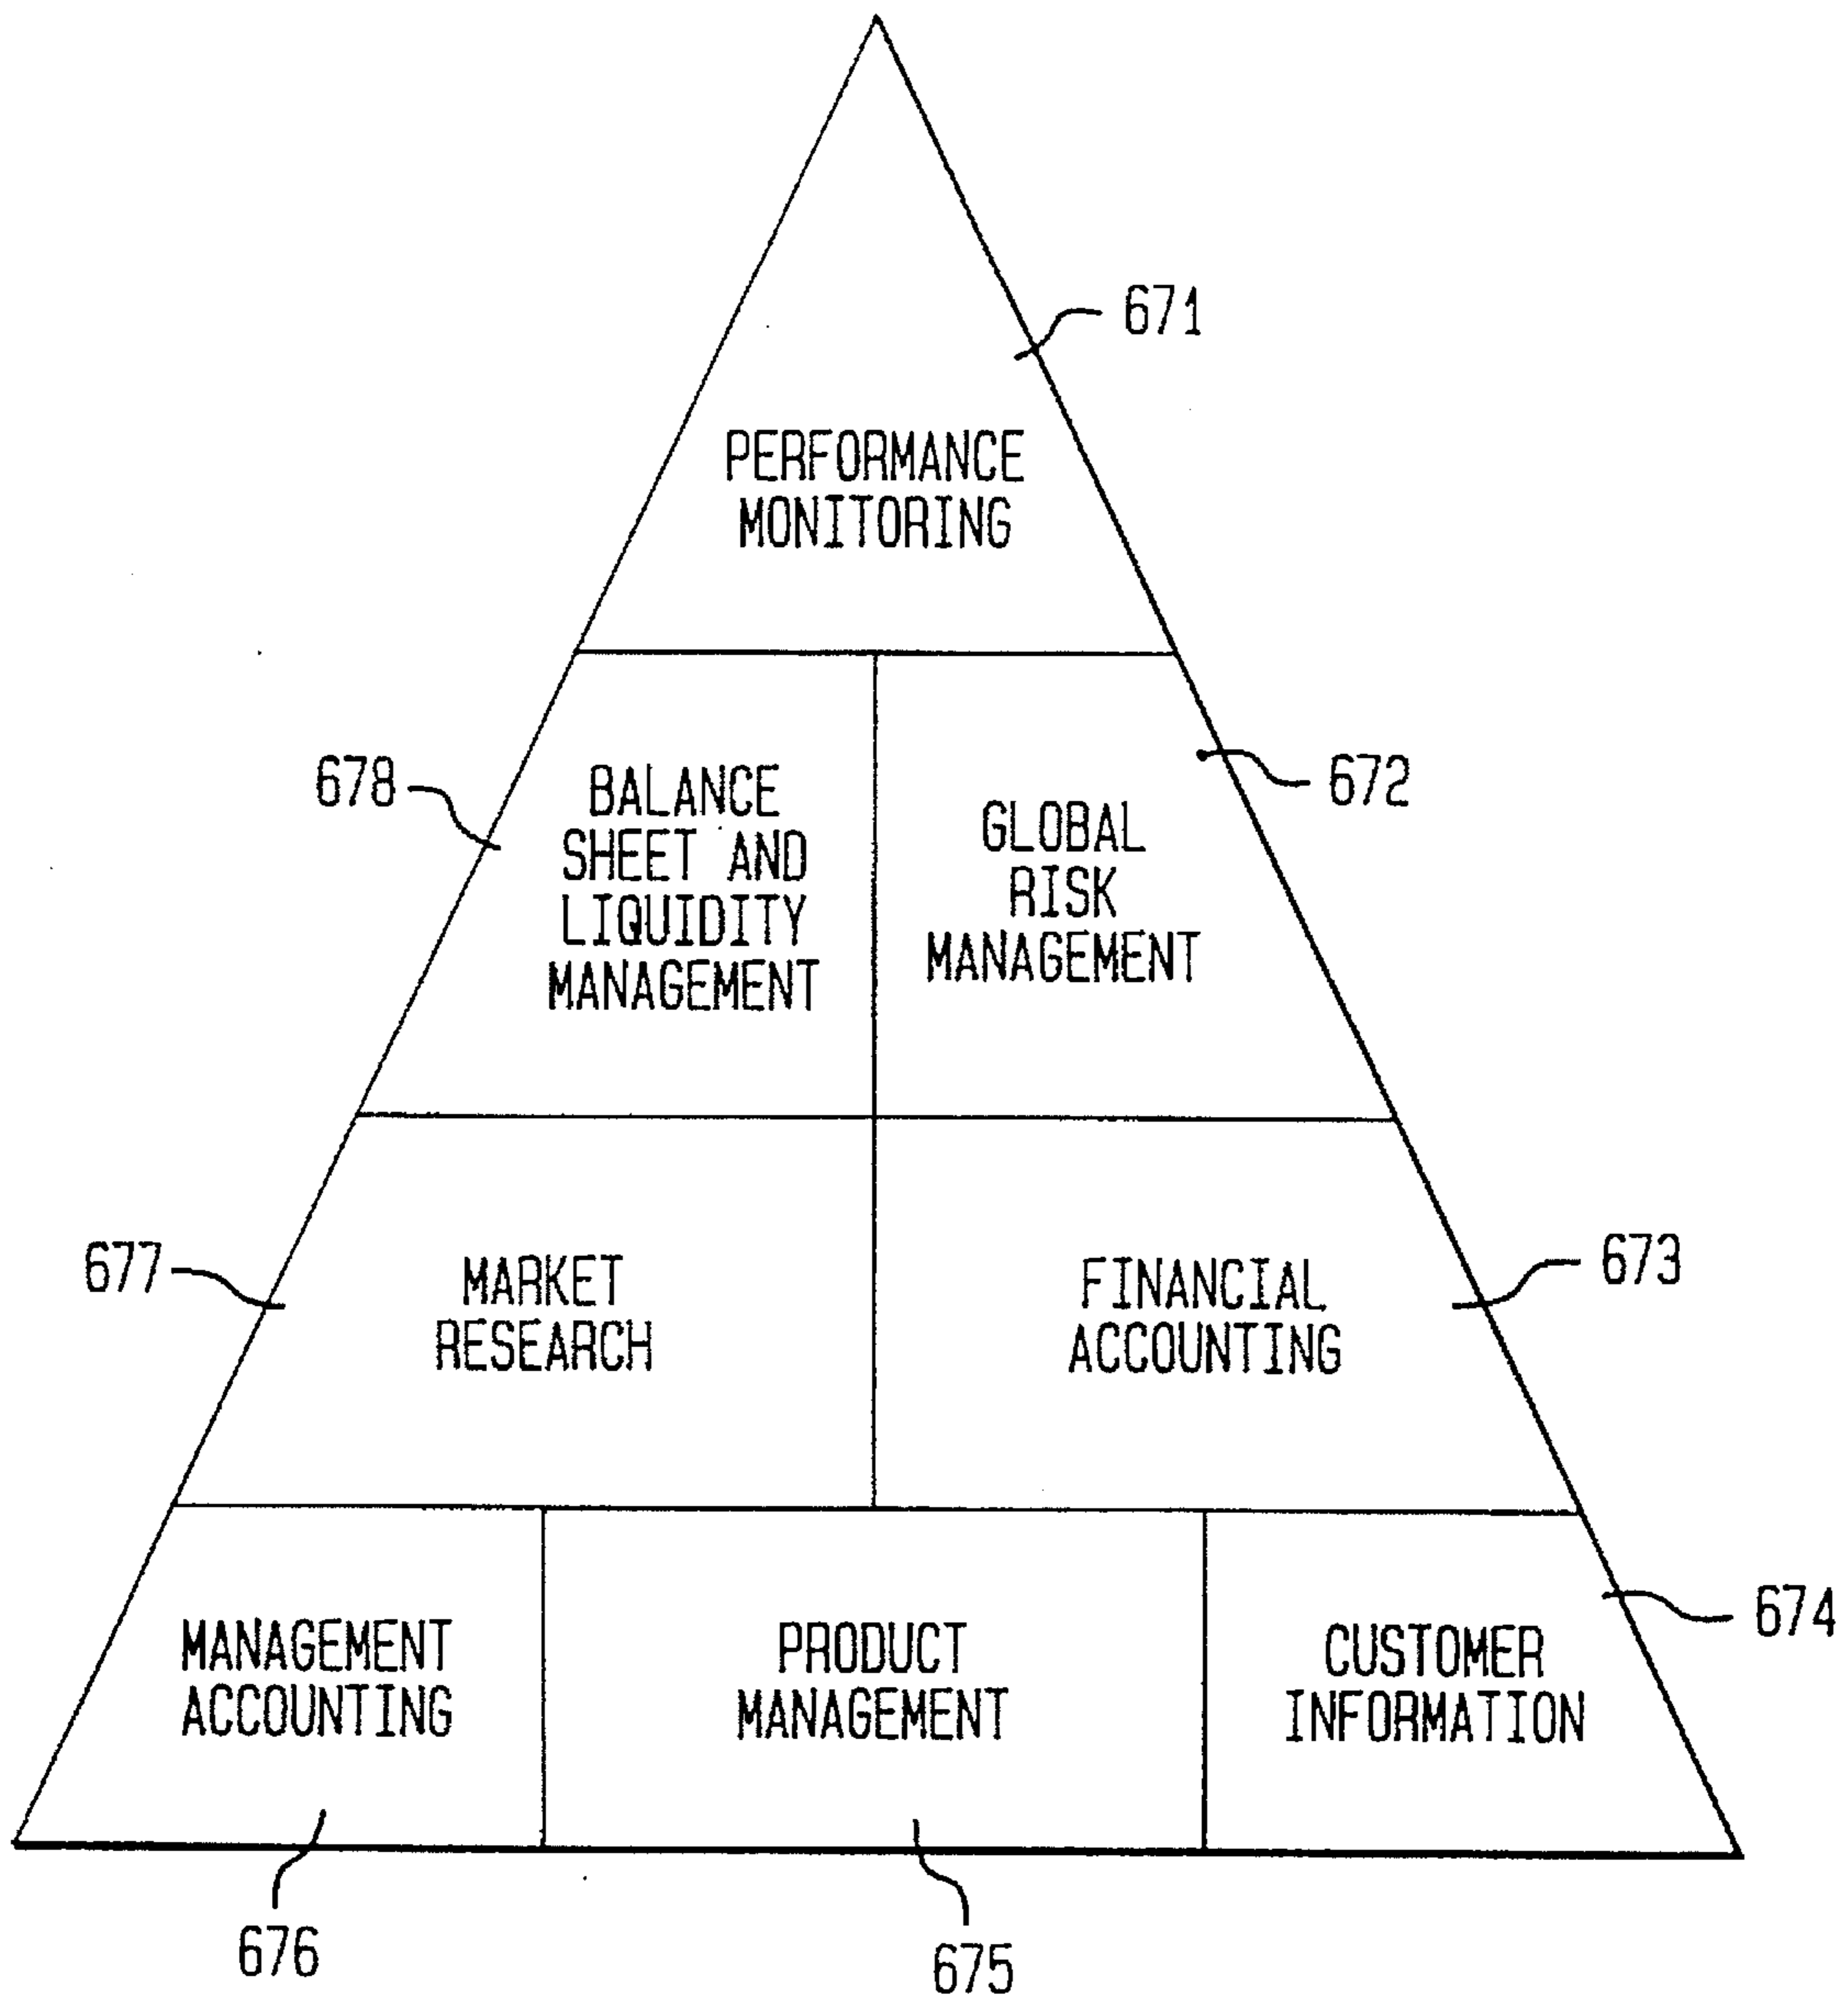 671
PERFORMANCE
MONITORING
678
BALANCE
SHEET AND
LIQUIDITY
MANAGEMENT
GLOBAL
RISK
MANAGEMENT
672
677
MARKET
RESEARCH
FINANCIAL
ACCOUNTING
673
MANAGEMENT
ACCOUNTING
PRODUCT
MANAGEMENT
CUSTOMER
INFORMATION
674
676
675